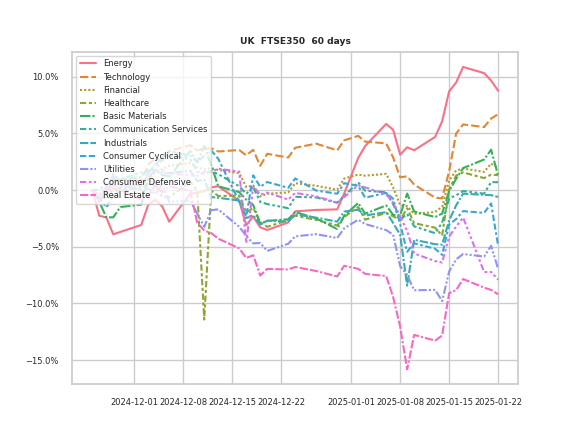 UK FTSE350 60 days
10.0%
5.0%
0.0%
−5.0%
−10.0%
−15.0%
Energy
Technology
Financial
Healthcare
Basic Materials
Communication Services
Industrials
Consumer Cyclical
Utilities
Consumer Defensive
Real Estate
2024-12-01 2024-12-08 2024-12-15 2024-12-22 2025-01-01 2025-01-08 2025-01-15 2025-01-22